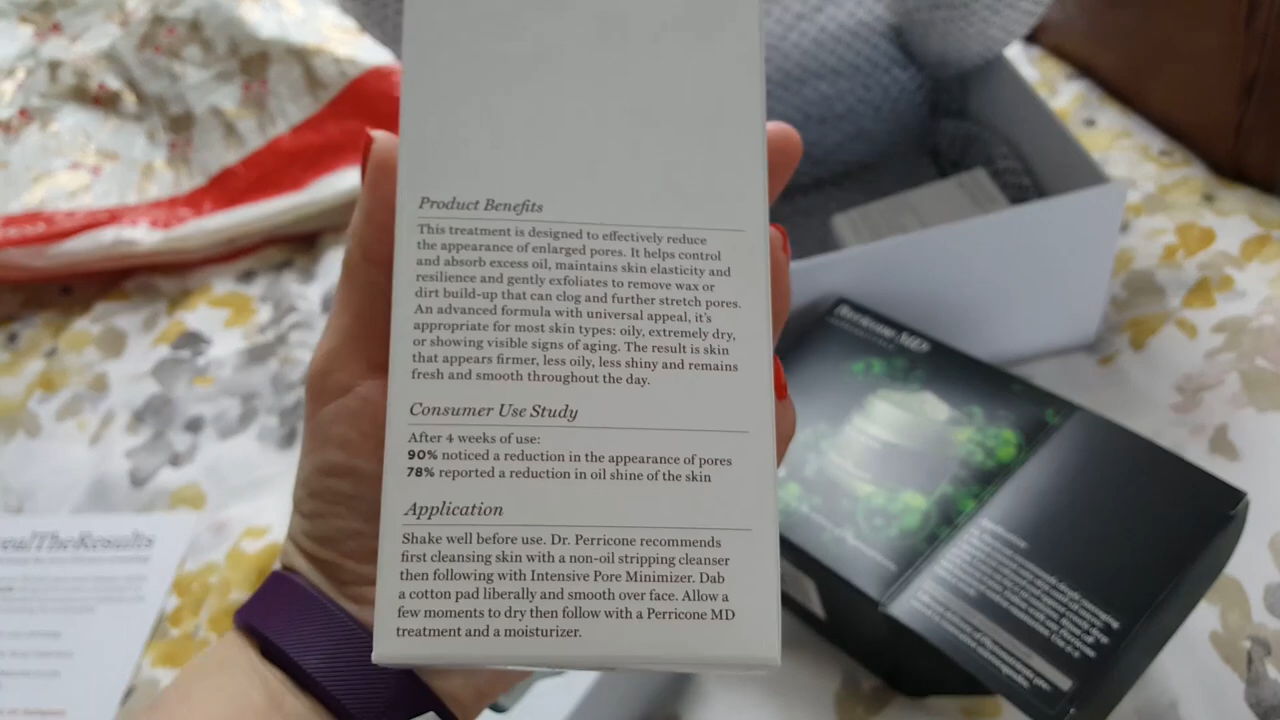 Product Benefits
This treatment is designed to effectively reduce
the appearance of enlarged pores. It helps control
and absorb excess oil, maintains skin elasticity and
resilience and gently exfoliates to remove wax or
dirt build-up that can clog and further stretch pores.
An advanced formula with universal appeal, it's
appropriate for most skin types: oily, extremely dry,
or showing visible signs of aging. The result is skin
that appears firmer, less oily, less shiny and remains
fresh and smooth throughout the day.
Consumer Use Study
After 4 weeks of use:
90% noticed a reduction in the appearance of pores
78% reported a reduction in oil shine of the skin
Application
Shake well before use. Dr. Perricone recommends
first cleansing skin with a non-oil stripping cleanser
then following with Intensive Pore Minimizer. Dab
a cotton pad liberally and smooth over face. Allow a
few moments to dry then follow with a Perricone MD
treatment and a moisturizer.
Perricone MD
ealTheResults